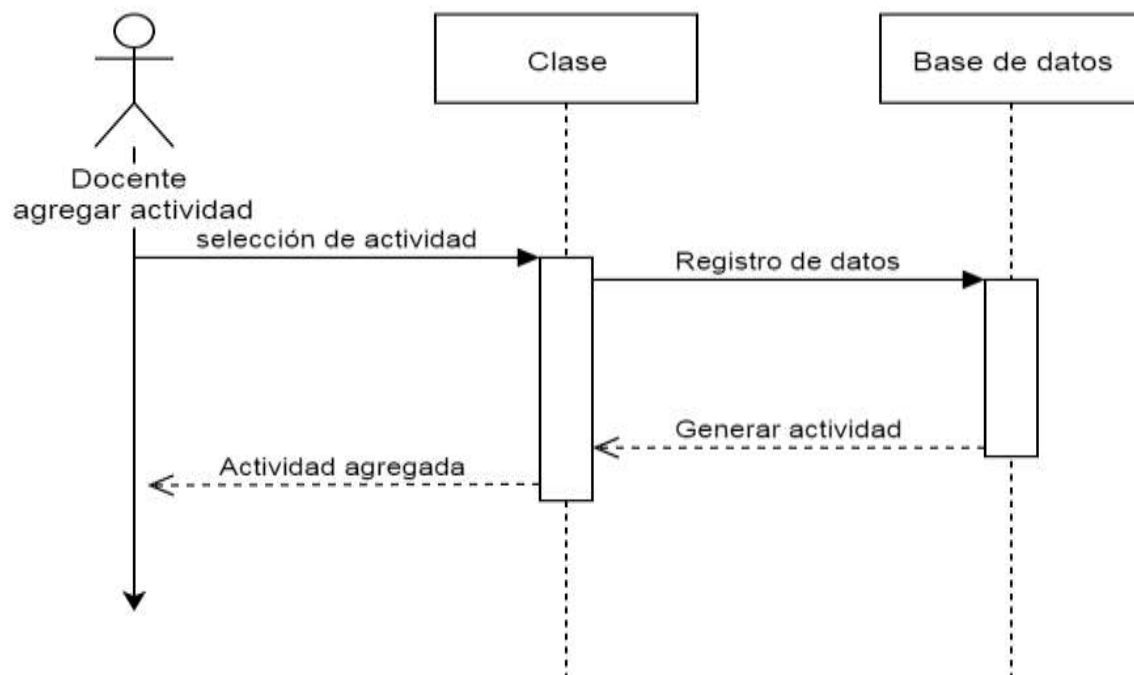 Clase
Base de datos
Docente
agregar actividad
selección de actividad
Registro de datos
Generar actividad
Actividad agregada